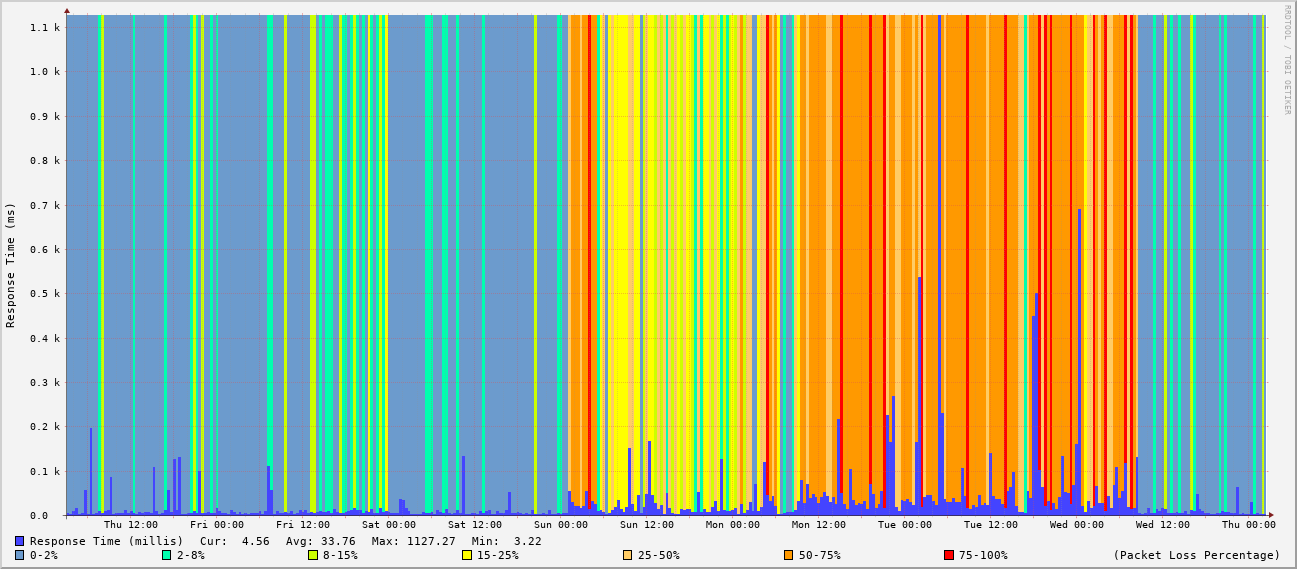 RRDTOOL / TOBI OETIKER
Response Time (ms)
1.1 k
1.0 k
0.9 k
0.8 k
0.7 k
0.6 k
0.5 k
0.4 k
0.3 k
0.2 k
0.1 k
0.0
Thu 12:00 Fri 00:00 Fri 12:00 Sat 00:00 Sat 12:00 Sun 00:00 Sun 12:00 Mon 00:00 Mon 12:00 Tue 00:00 Tue 12:00 Wed 00:00 Wed 12:00 Thu 00:00
Response Time (millis) Cur: 4.56 Avg: 33.76 Max: 1127.27 Min: 3.22
0-2% 2-8% 8-15% 15-25% 25-50% 50-75% 75-100% (Packet Loss Percentage)